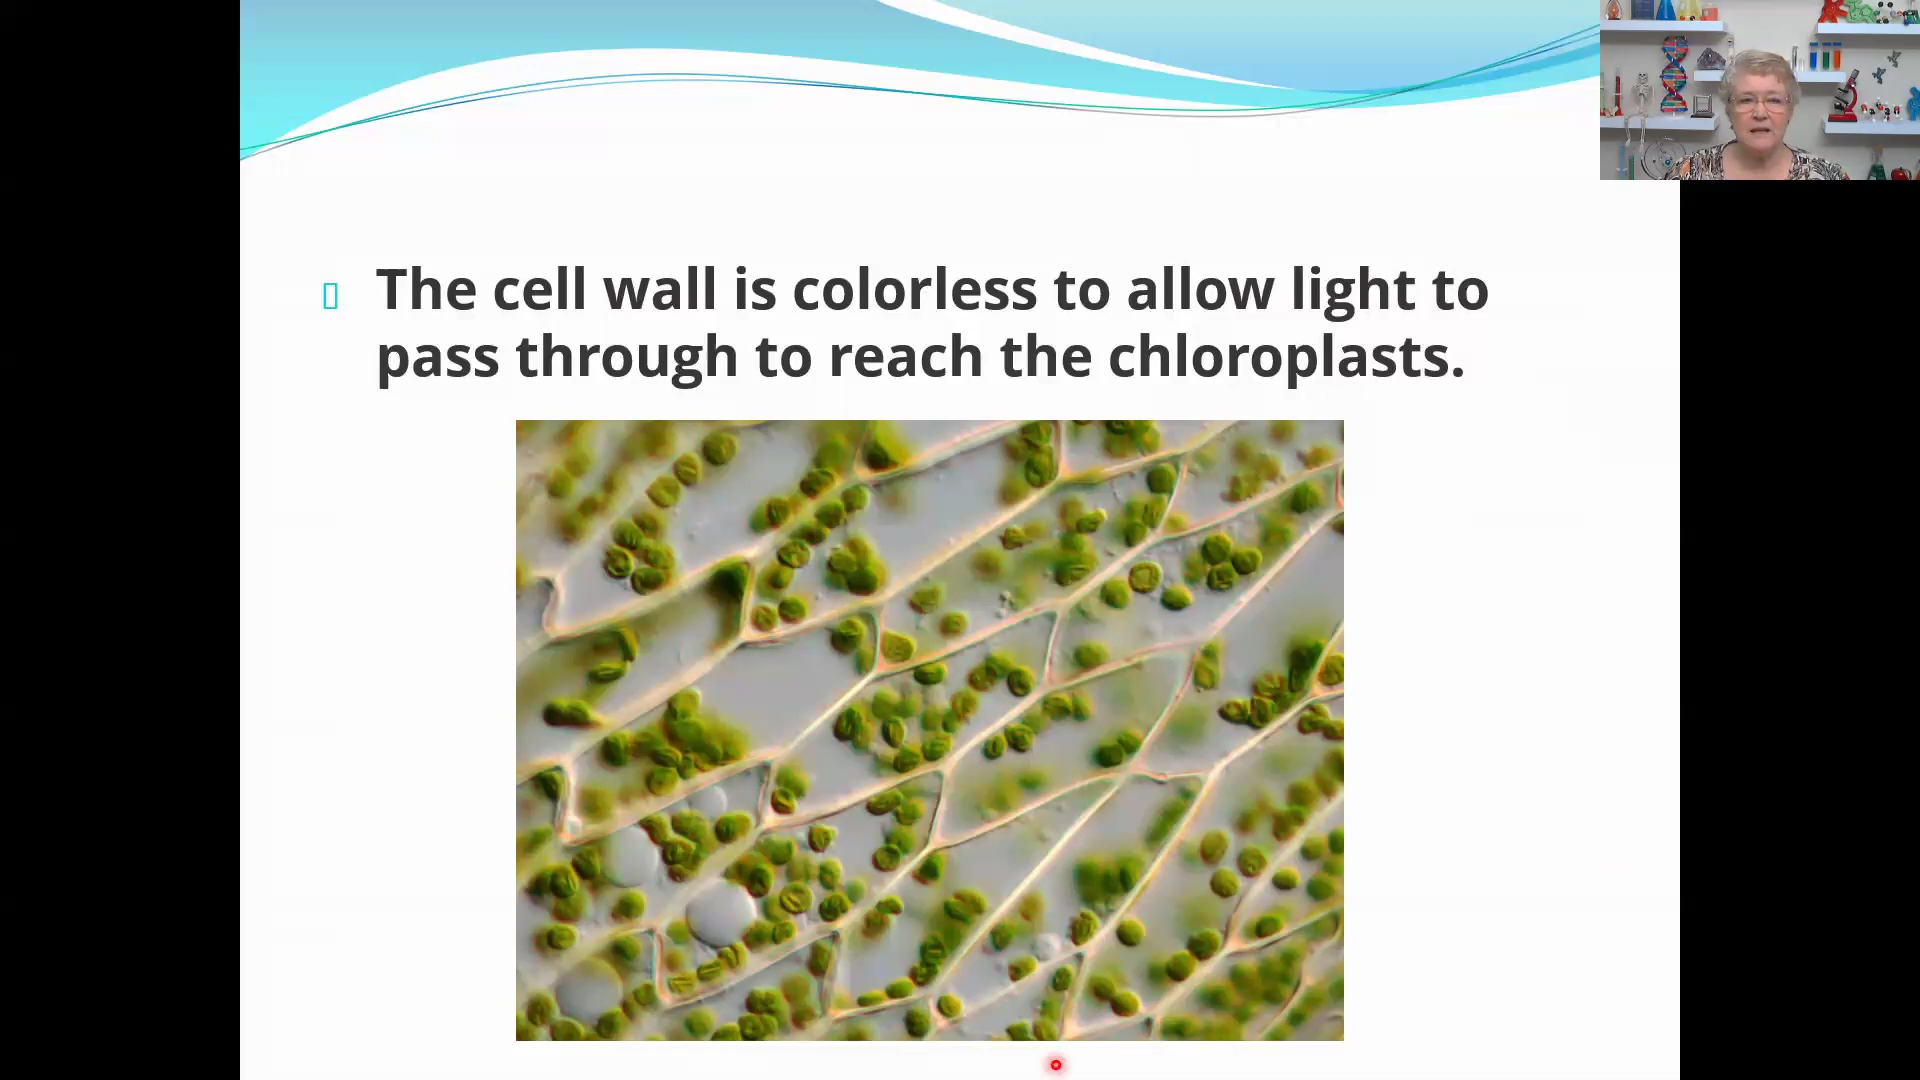 The cell wall is colorless to allow light to
pass through to reach the chloroplasts.